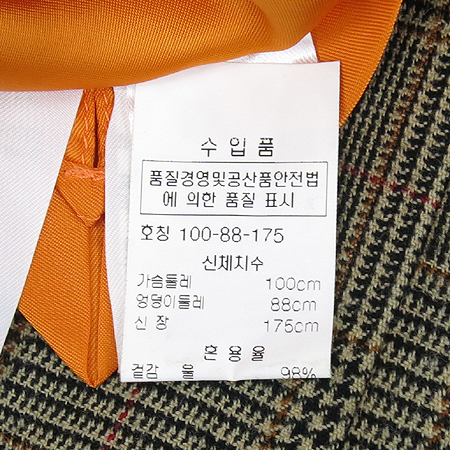 수입품
품질경영및공산품안전법
에 의한 품질 표시
호칭 100-88-175
신체치수
가슴둘레 100cm
엉덩이둘레 88cm
신 장 175cm
혼용율
겉감 울 98%